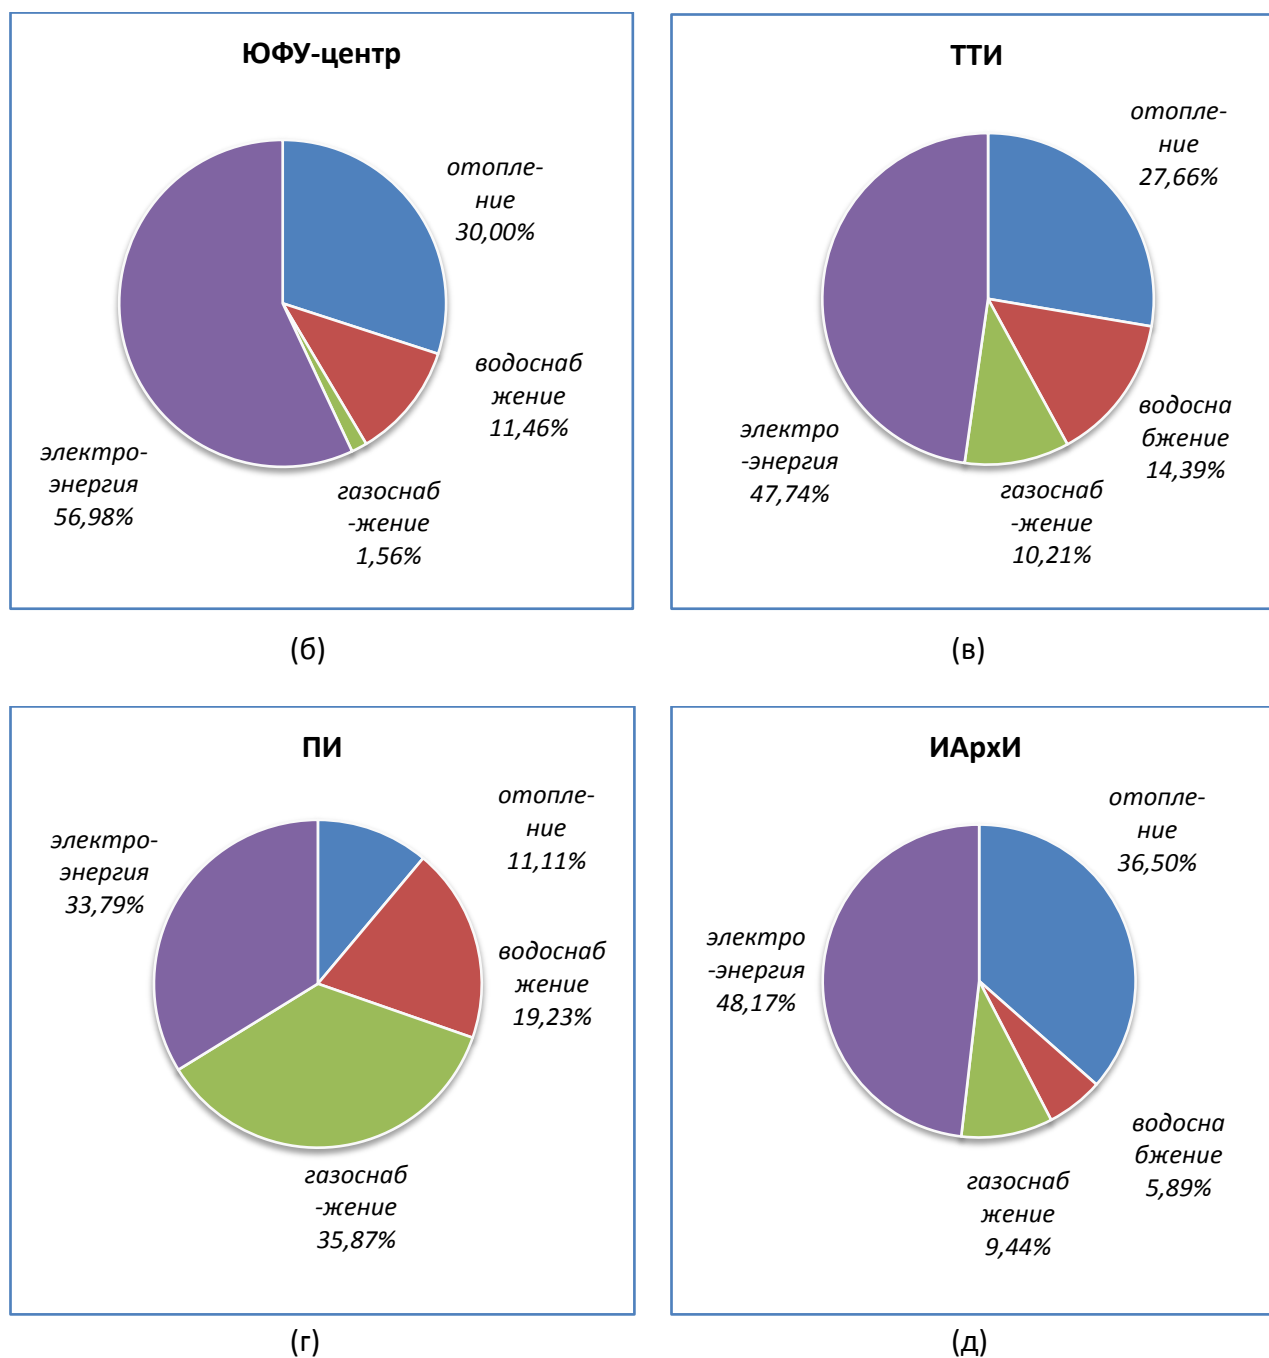 ЮФУ-центр
отопле-
ние
30,00%
водоснаб
жение
11,46%
газоснаб
-жение
1,56%
электро-
энергия
56,98%
(б)
ТТИ
отопле-
ние
27,66%
водосна
бжение
14,39%
газоснаб
-жение
10,21%
электро
-энергия
47,74%
(в)
ПИ
отопле-
ние
11,11%
водоснаб
жение
19,23%
газоснаб
-жение
35,87%
электро-
энергия
33,79%
(г)
ИАрхИ
отопле-
ние
36,50%
водосна
бжение
5,89%
газоснаб
жение
9,44%
электро
-энергия
48,17%
(д)